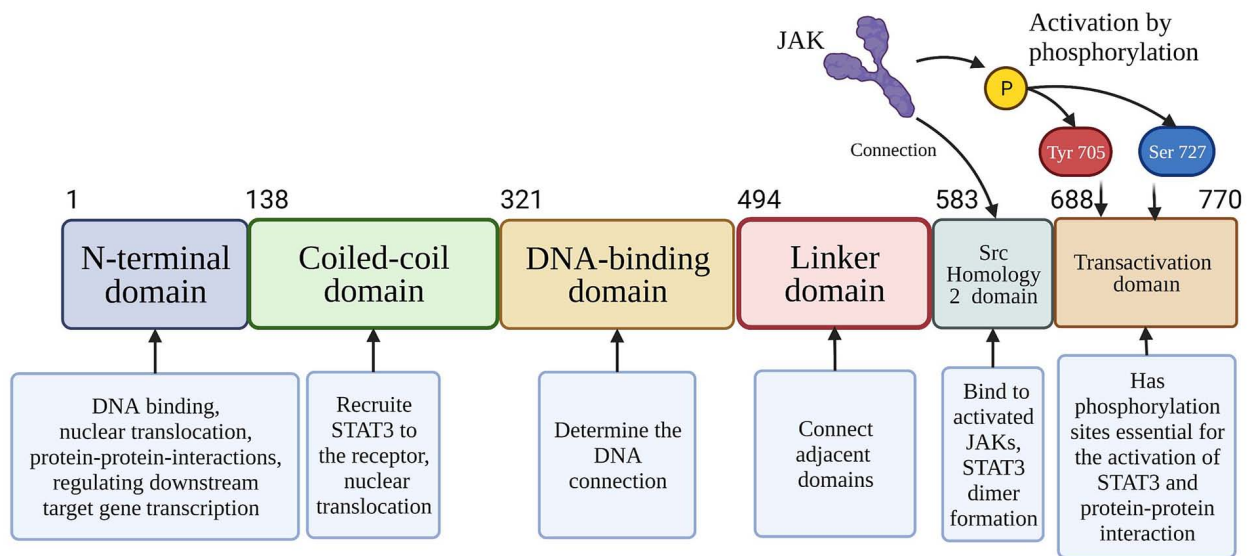 JAK
Activation by
phosphorylation
P
Connection
Tyr 705
Ser 727
1
138
321
494
583
688
770
N-terminal
domain
Coiled-coil
domain
DNA-binding
domain
Linker
domain
Src
Homology
2 domain
Transactivation
domain
DNA binding,
nuclear translocation,
protein-protein-interactions,
regulating downstream
target gene transcription
Recruite
STAT3 to
the receptor,
nuclear
translocation
Determine the
DNA
connection
Connect
adjacent
domains
Bind to
activated
JAKs,
STAT3
dimer
formation
Has
phosphorylation
sites essential for
the activation of
STAT3 and
protein-protein
interaction